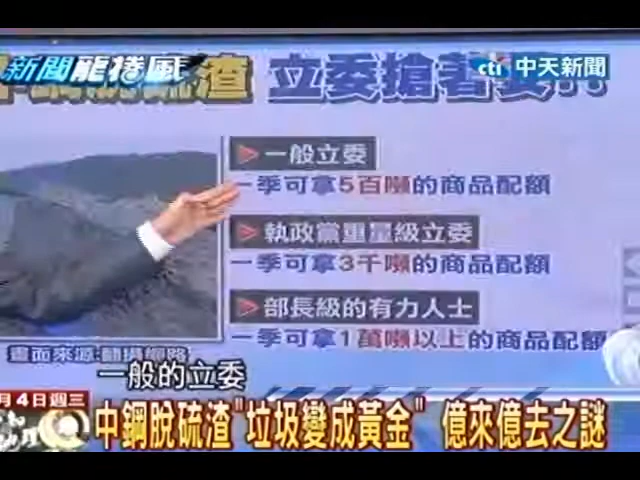 新聞龍捲風
cti 中天新聞
中鋼脫硫渣 立委搶著要?!
一般立委
一季可拿5百噸的商品配額
執政黨重量級立委
一季可拿3千噸的商品配額
部長級的有力人士
一季可拿1萬噸以上的商品配額
畫面來源:翻攝網路
一般的立委
月4日週三
中鋼脫硫渣"垃圾變成黃金" 億來億去之謎